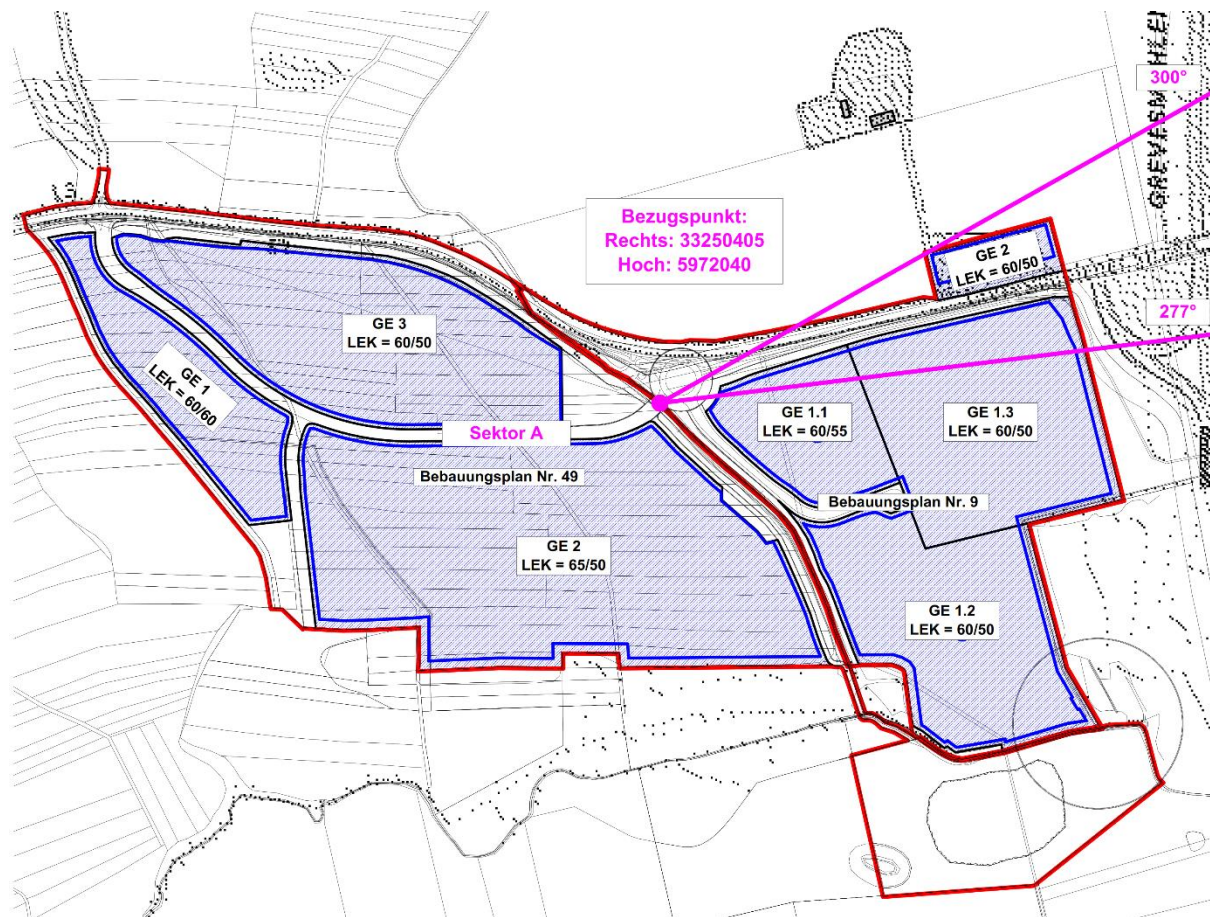 300°
GREVESMÜHLEN
Bezugspunkt:
Rechts: 33250405
Hoch: 5972040
GE 2
LEK = 60/50
277°
GE 3
LEK = 60/50
GE 1
LEK = 60/60
GE 1.1
LEK = 60/55
GE 1.3
LEK = 60/50
Sektor A
Bebauungsplan Nr. 49
Bebauungsplan Nr. 9
GE 2
LEK = 65/50
GE 1.2
LEK = 60/50